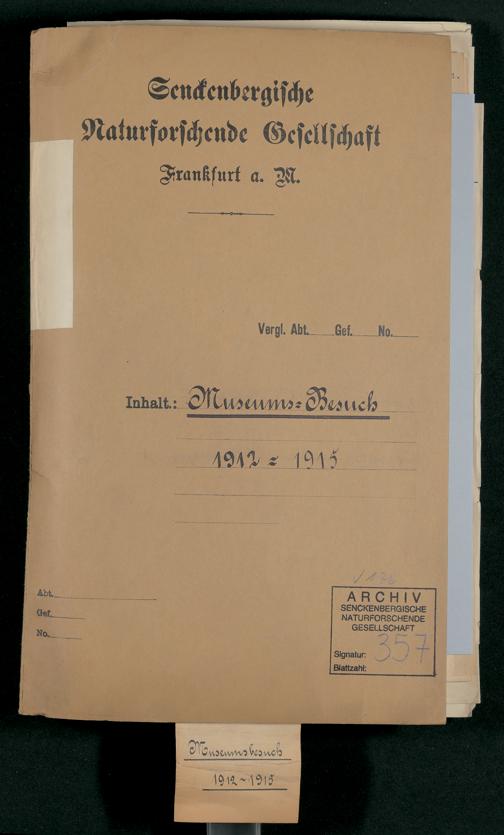 Senckenbergische
Naturforschende Gesellschaft
Frankfurt a. M.
Vergl. Abt. Gef. No.
Inhalt.: Museums=Besuch
1912 = 1915
Abt.
Gef.
No.
ARCHIV
SENCKENBERGISCHE
NATURFORSCHENDE
GESELLSCHAFT
Signatur: 357
Blattzahl:
Museumsbesuch
1912~1915